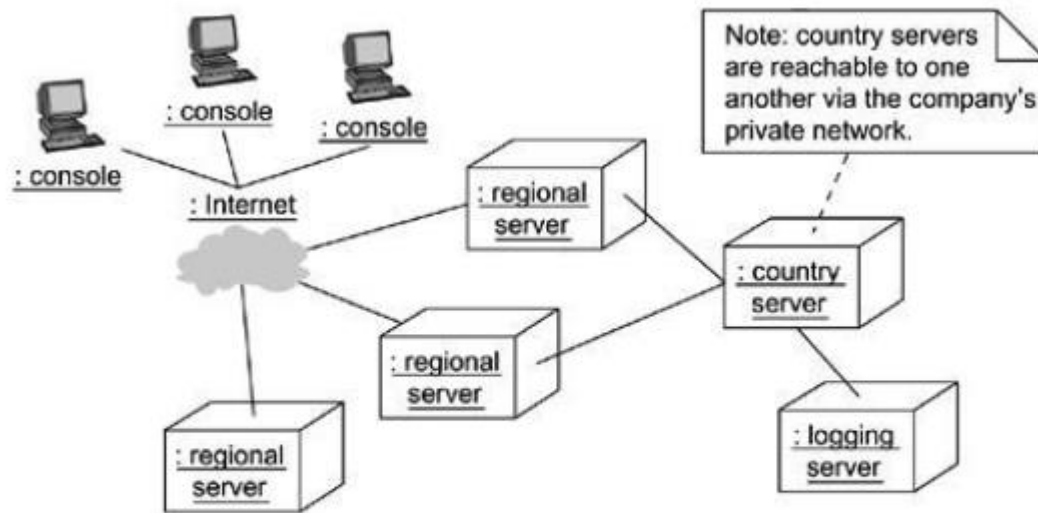 Note: country servers
are reachable to one
another via the company's
private network.
: console
: console
: console
: Internet
: regional
server
: country
server
: regional
server
: regional
server
: logging
server